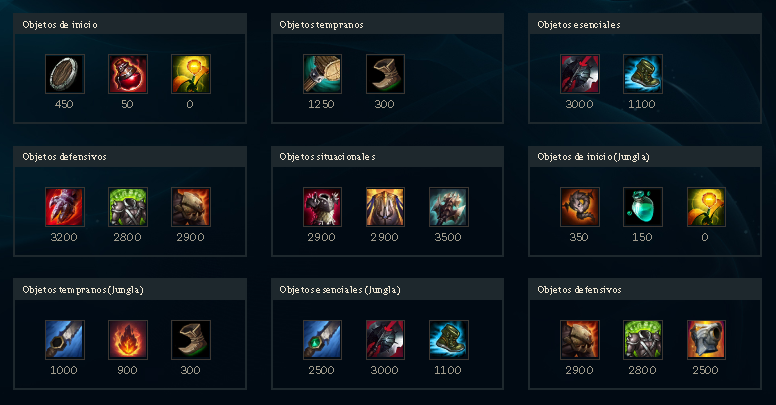 Objetos de inicio
450 50 0
Objetos tempranos
1250 300
Objetos esenciales
3000 1100
Objetos defensivos
3200 2800 2900
Objetos situacionales
2900 2900 3500
Objetos de inicio (Jungla)
350 150 0
Objetos tempranos (Jungla)
1000 900 300
Objetos esenciales (Jungla)
2500 3000 1100
Objetos defensivos
2900 2800 2500